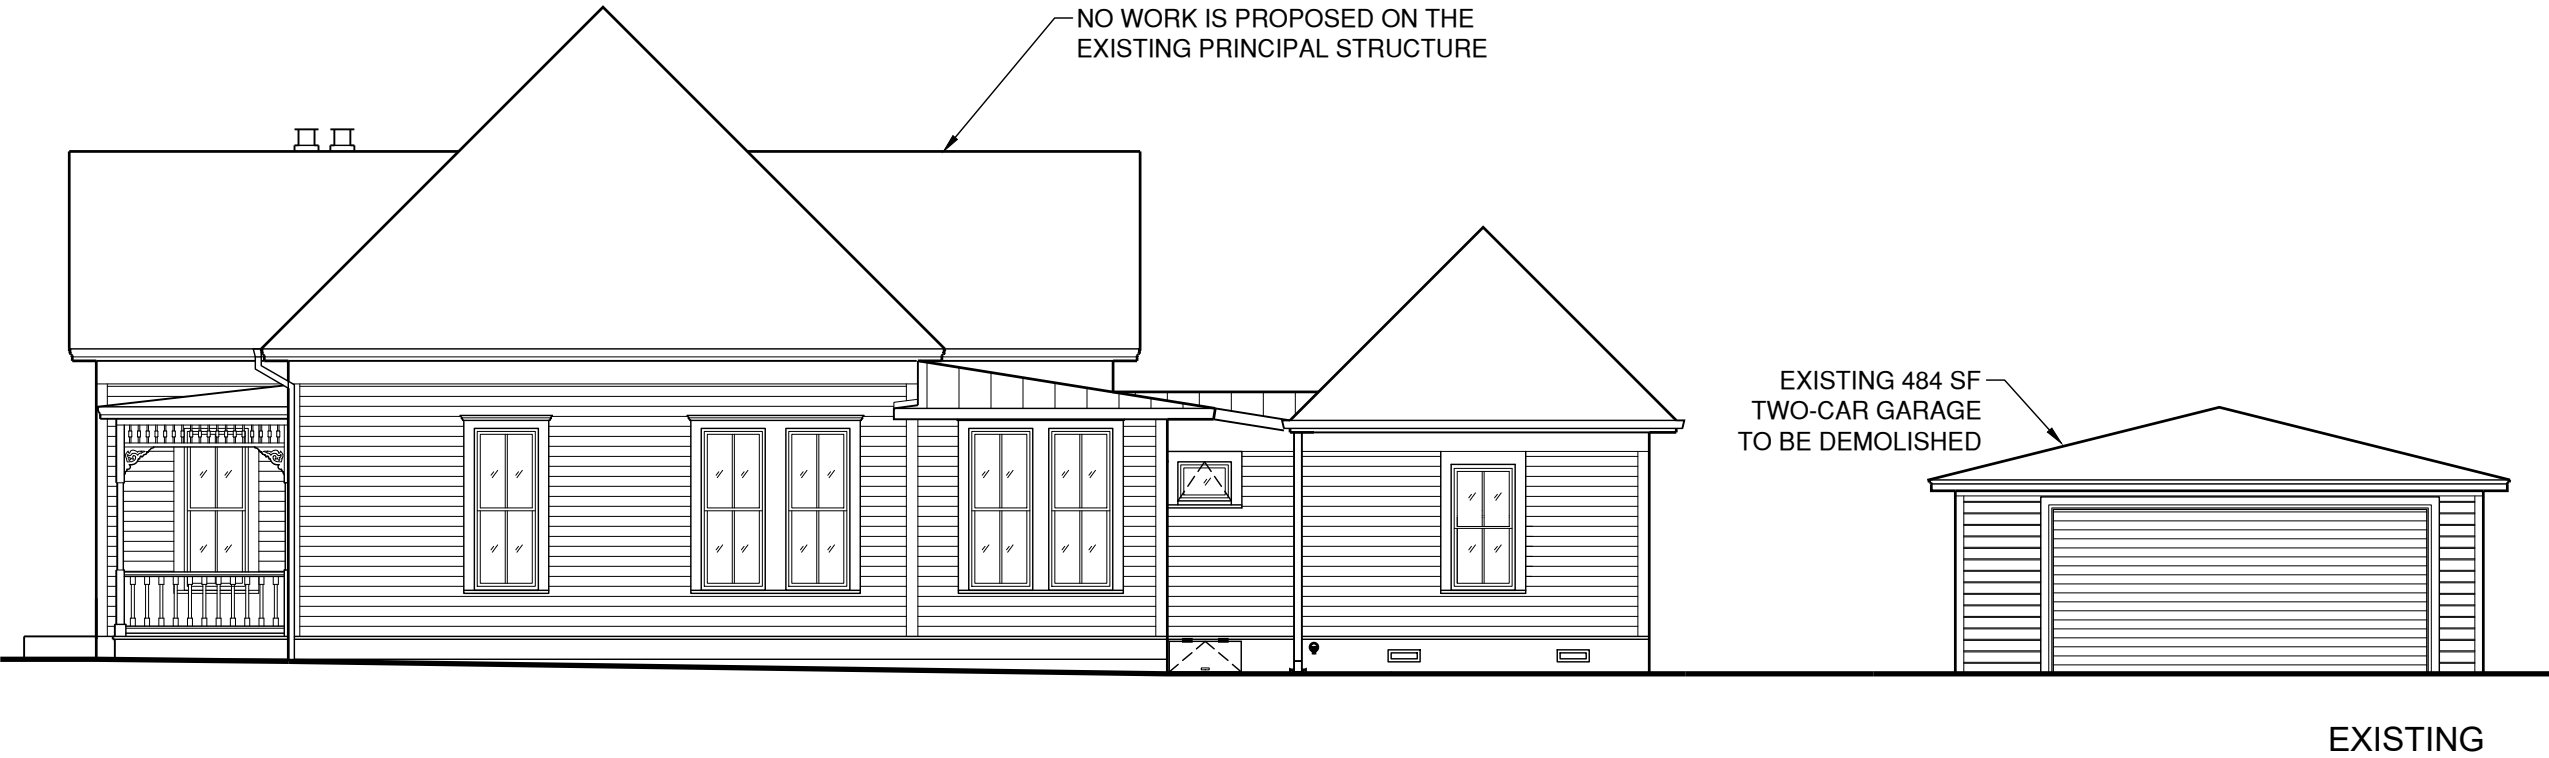 NO WORK IS PROPOSED ON THE
EXISTING PRINCIPAL STRUCTURE
EXISTING 484 SF
TWO-CAR GARAGE
TO BE DEMOLISHED
EXISTING